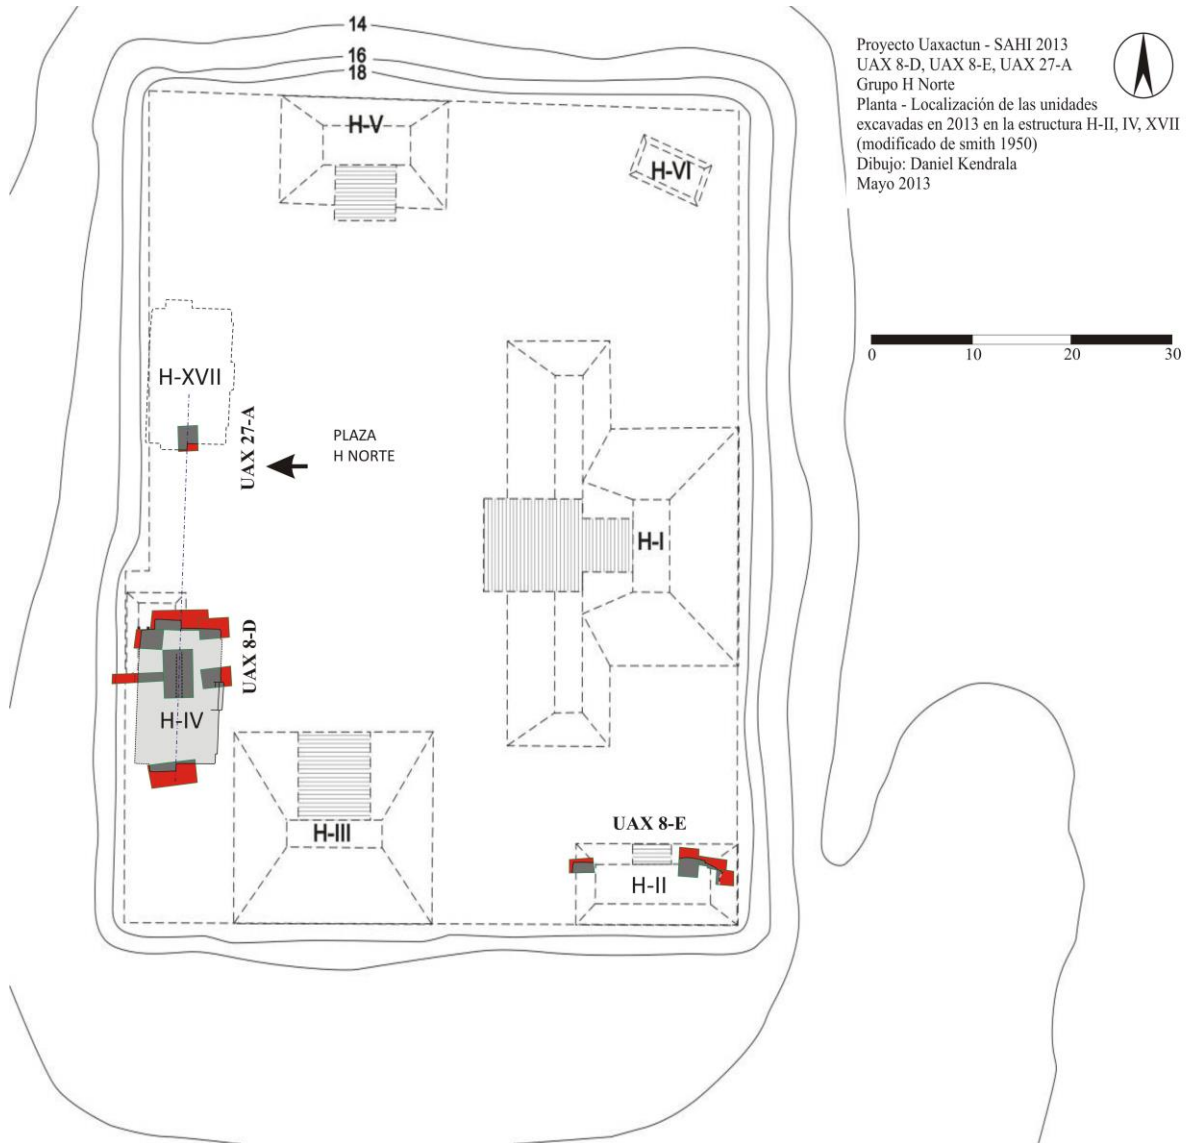 14
16
18
Proyecto Uaxactun - SAHI 2013
UAX 8-D, UAX 8-E, UAX 27-A
Grupo H Norte
Planta - Localización de las unidades
excavadas en 2013 en la estructura H-II, IV, XVII
(modificado de smith 1950)
Dibujo: Daniel Kendrala
Mayo 2013
H-V
H-VI
0 10 20 30
H-XVII
UAX 27-A
PLAZA
H NORTE
H-I
UAX 8-D
H-IV
H-III
UAX 8-E
H-II